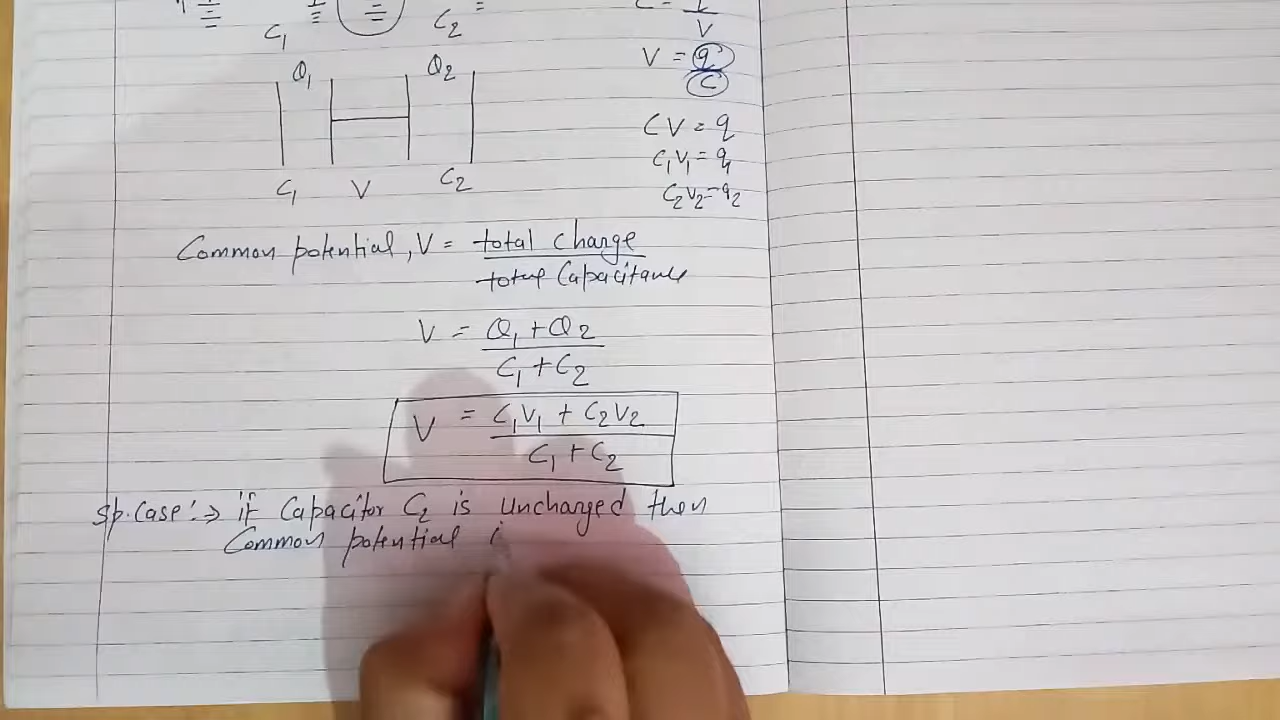 C₁ C₂
V
V = q/C
Q₁ Q₂
CV = q
C₁V₁ = q₁
C₁ V C₂
C₂V₂ = q₂
Common potential, V = total charge
total Capacitance
V = Q₁ + Q₂
C₁ + C₂
V = C₁V₁ + C₂V₂
C₁ + C₂
sp. Case :⇒ if Capacitor C₂ is Uncharged then
Common potential i